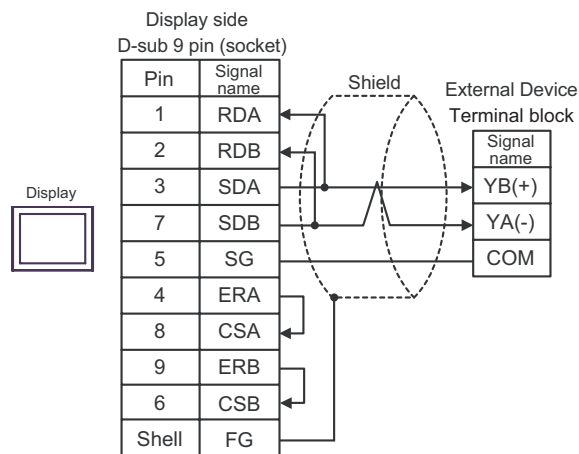 Display side
D-sub 9 pin (socket)
Pin Signal name
1 RDA
2 RDB
3 SDA
7 SDB
5 SG
4 ERA
8 CSA
9 ERB
6 CSB
Shell FG
Display
Shield
External Device
Terminal block
Signal
name
YB(+)
YA(-)
COM